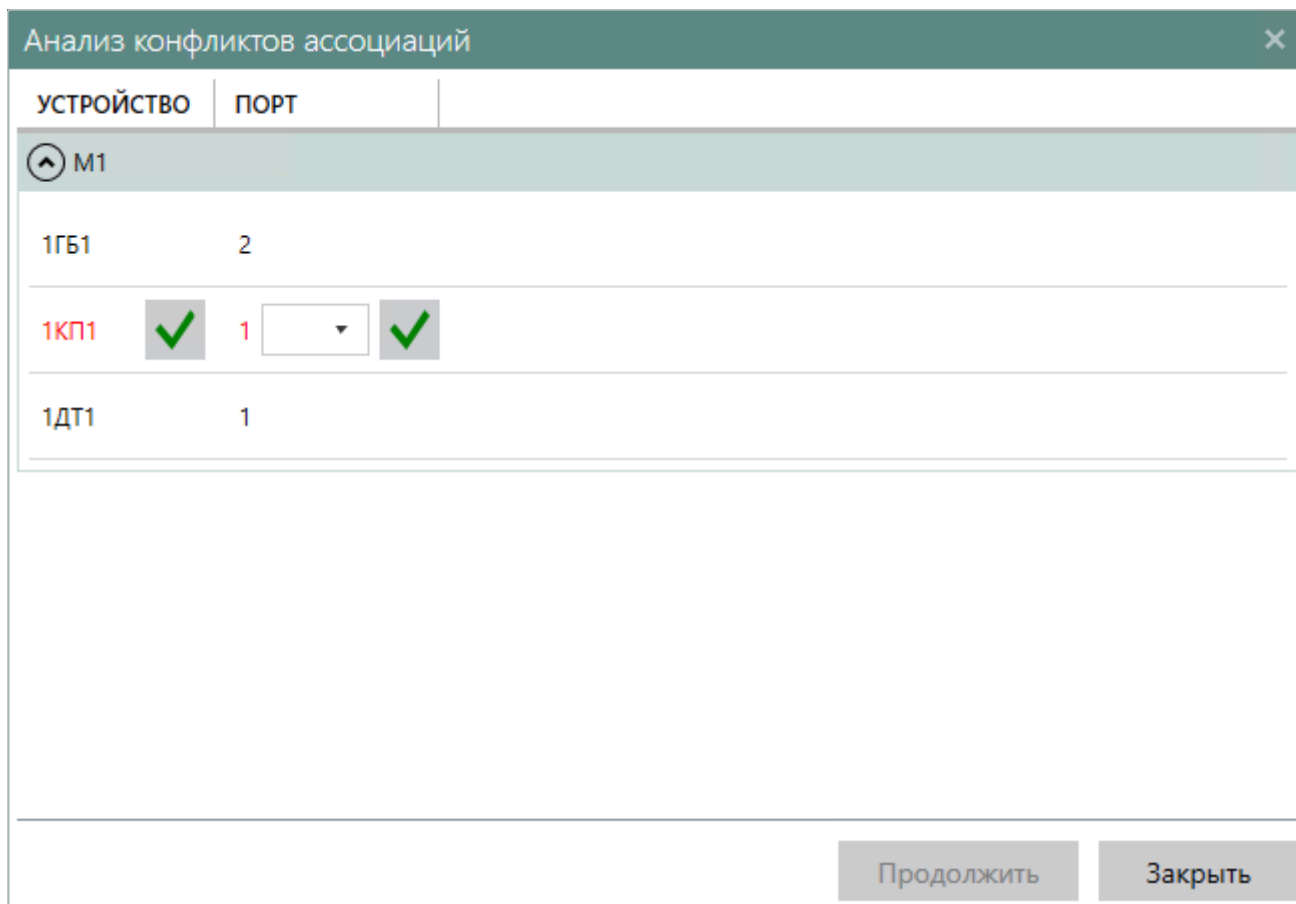 Анализ конфликтов ассоциаций
УСТРОЙСТВО ПОРТ
М1
1ГБ1 2
1КП1 1
1ДТ1 1
Продолжить Закрыть